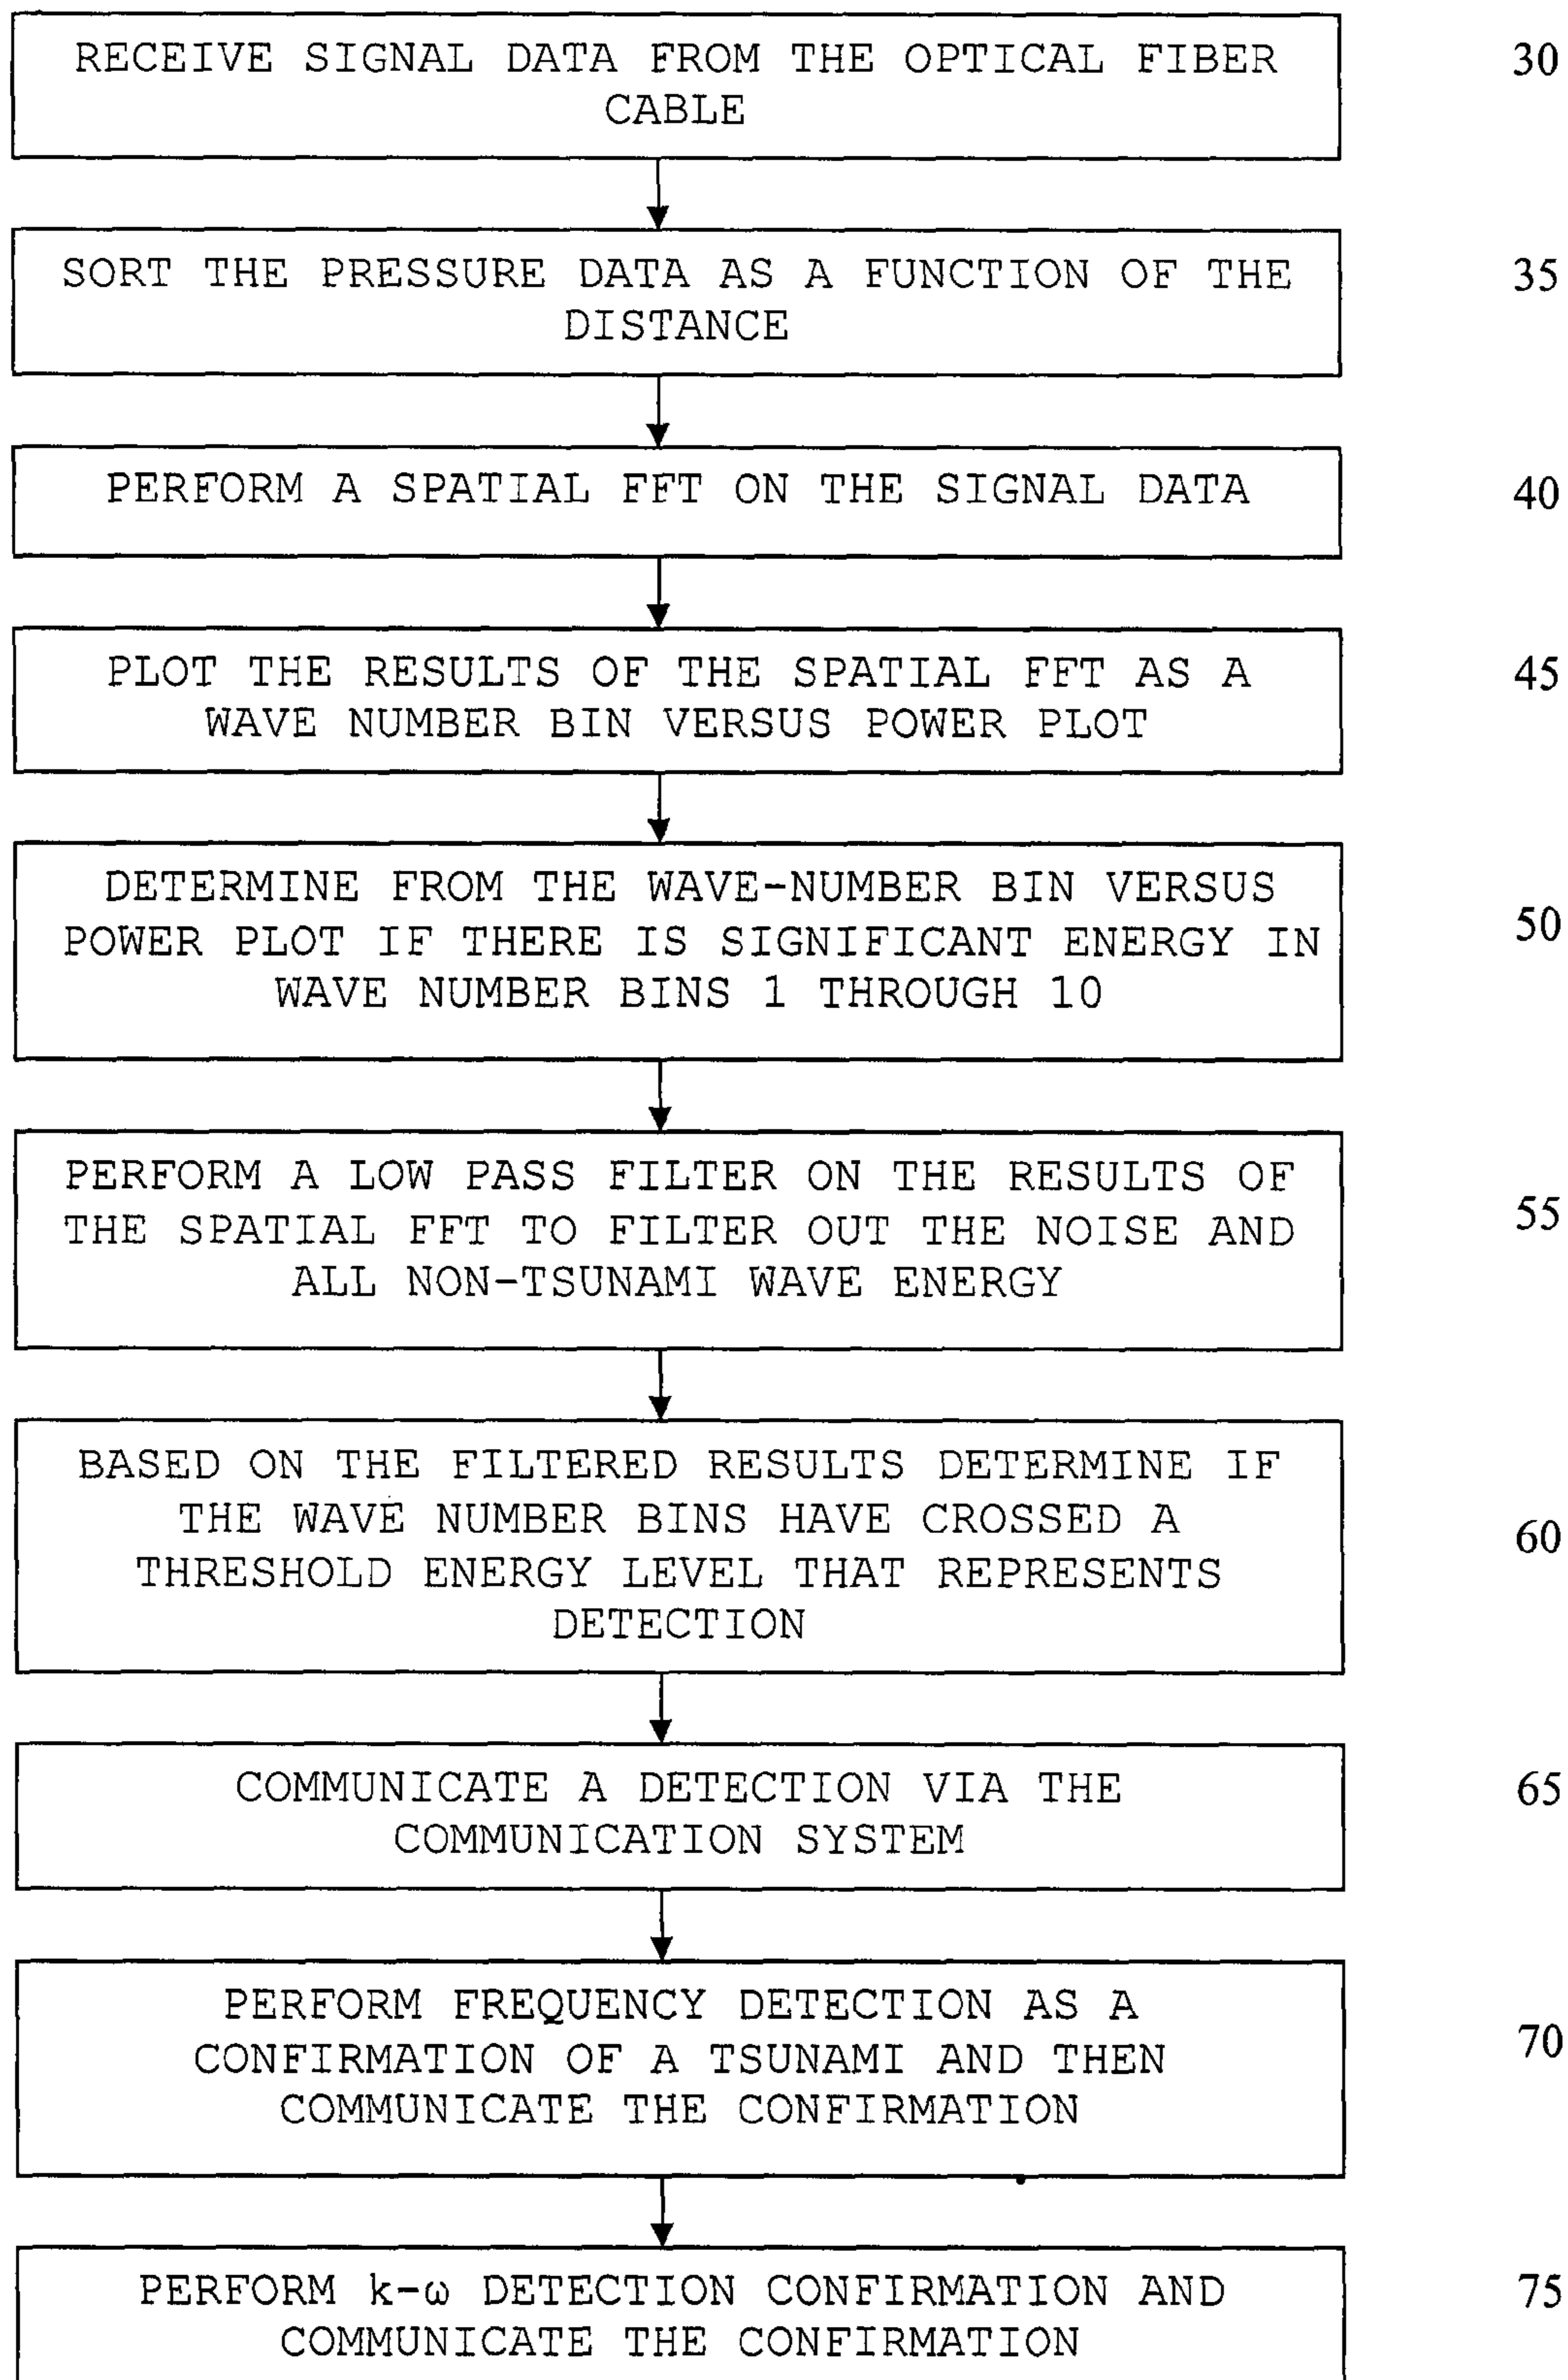 RECEIVE SIGNAL DATA FROM THE OPTICAL FIBER
CABLE
30
SORT THE PRESSURE DATA AS A FUNCTION OF THE
DISTANCE
35
PERFORM A SPATIAL FFT ON THE SIGNAL DATA
40
PLOT THE RESULTS OF THE SPATIAL FFT AS A
WAVE NUMBER BIN VERSUS POWER PLOT
45
DETERMINE FROM THE WAVE-NUMBER BIN VERSUS
POWER PLOT IF THERE IS SIGNIFICANT ENERGY IN
WAVE NUMBER BINS 1 THROUGH 10
50
PERFORM A LOW PASS FILTER ON THE RESULTS OF
THE SPATIAL FFT TO FILTER OUT THE NOISE AND
ALL NON-TSUNAMI WAVE ENERGY
55
BASED ON THE FILTERED RESULTS DETERMINE IF
THE WAVE NUMBER BINS HAVE CROSSED A
THRESHOLD ENERGY LEVEL THAT REPRESENTS
DETECTION
60
COMMUNICATE A DETECTION VIA THE
COMMUNICATION SYSTEM
65
PERFORM FREQUENCY DETECTION AS A
CONFIRMATION OF A TSUNAMI AND THEN
COMMUNICATE THE CONFIRMATION
70
PERFORM k-ω DETECTION CONFIRMATION AND
COMMUNICATE THE CONFIRMATION
75